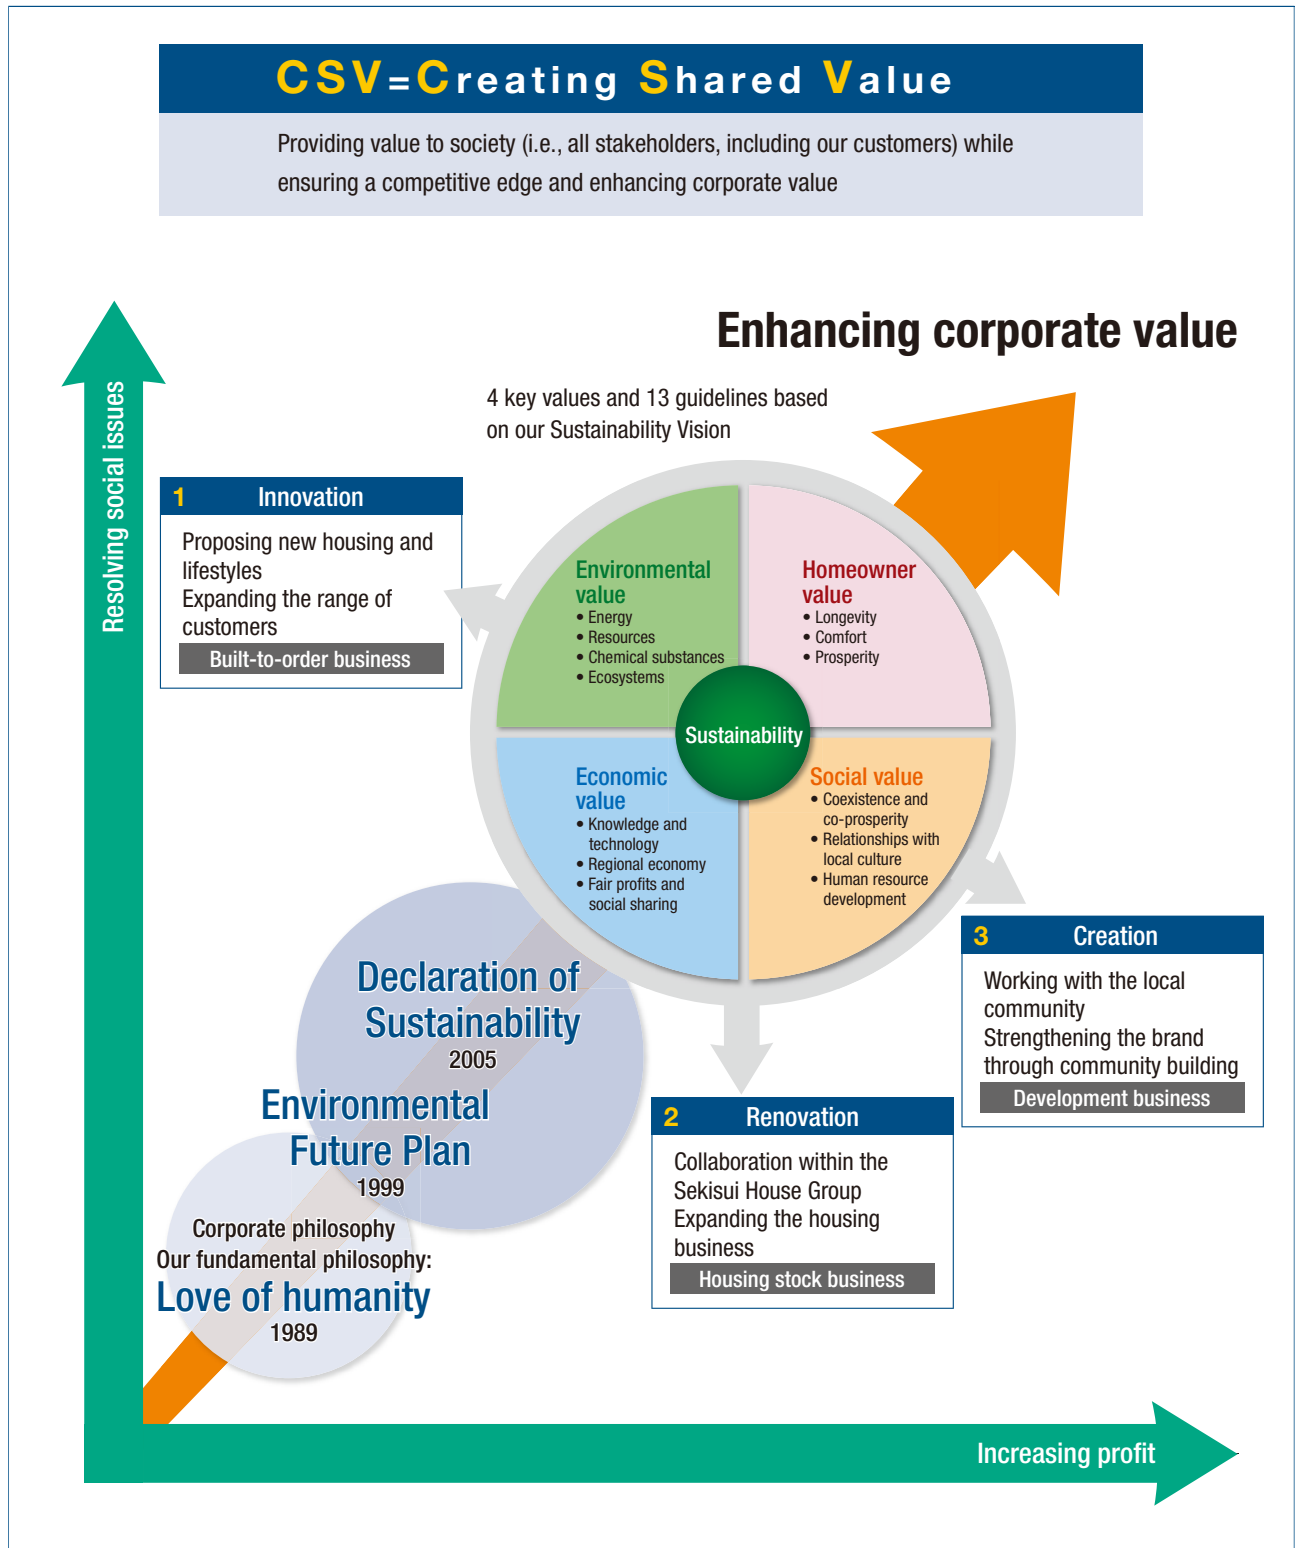 CSV=Creating Shared Value
Providing value to society (i.e., all stakeholders, including our customers) while
ensuring a competitive edge and enhancing corporate value
Enhancing corporate value
Resolving social issues
4 key values and 13 guidelines based
on our Sustainability Vision
1 Innovation
Proposing new housing and
lifestyles
Expanding the range of
customers
Built-to-order business
Environmental
value
• Energy
• Resources
• Chemical substances
• Ecosystems
Homeowner
value
• Longevity
• Comfort
• Prosperity
Sustainability
Economic
value
• Knowledge and
technology
• Regional economy
• Fair profits and
social sharing
Social value
• Coexistence and
co-prosperity
• Relationships with
local culture
• Human resource
development
3 Creation
Working with the local
community
Strengthening the brand
through community building
Development business
Declaration of
Sustainability
2005
Environmental
Future Plan
1999
2 Renovation
Collaboration within the
Sekisui House Group
Expanding the housing
business
Housing stock business
Corporate philosophy
Our fundamental philosophy:
Love of humanity
1989
Increasing profit